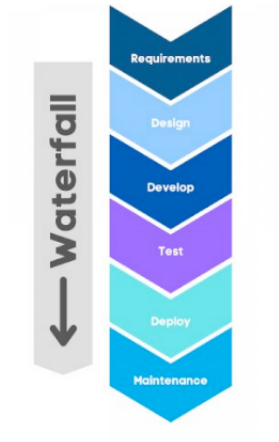 Waterfall
Requirements
Design
Develop
Test
Deploy
Maintenance